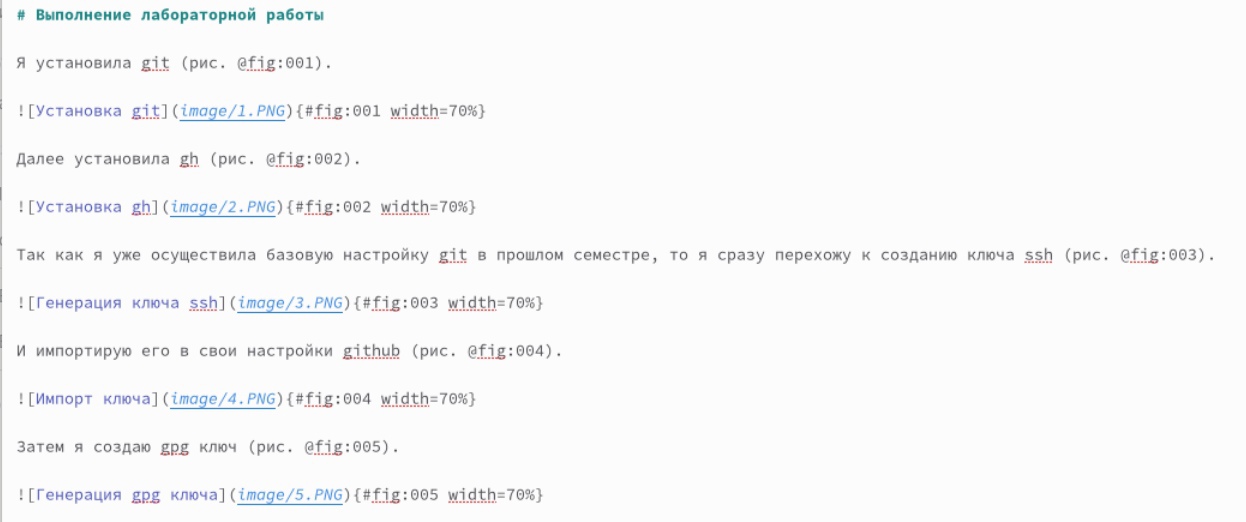 # Выполнение лабораторной работы
Я установила git (рис. @fig:001).
![Установка git](image/1.PNG){#fig:001 width=70%}
Далее установила gh (рис. @fig:002).
![Установка gh](image/2.PNG){#fig:002 width=70%}
Так как я уже осуществила базовую настройку git в прошлом семестре, то я сразу перехожу к созданию ключа ssh (рис. @fig:003).
![Генерация ключа ssh](image/3.PNG){#fig:003 width=70%}
И импортирую его в свои настройки github (рис. @fig:004).
![Импорт ключа](image/4.PNG){#fig:004 width=70%}
Затем я создаю gpg ключ (рис. @fig:005).
![Генерация gpg ключа](image/5.PNG){#fig:005 width=70%}